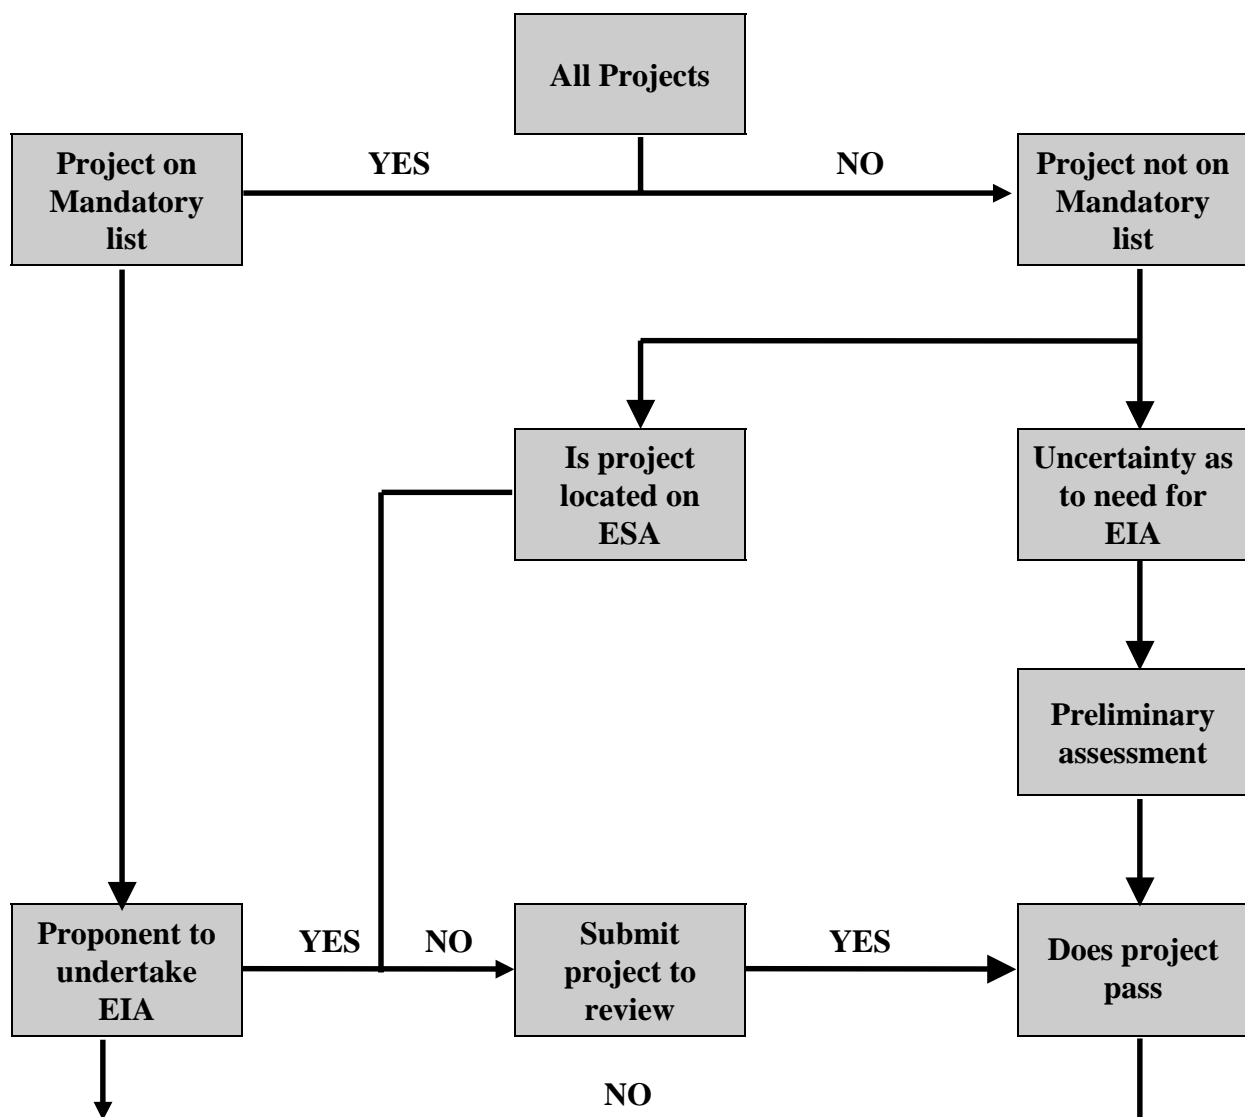 All Projects
YES
NO
Project on
Mandatory
list
Project not on
Mandatory
list
Is project
located on
ESA
Uncertainty as
to need for
EIA
Preliminary
assessment
Proponent to
undertake
EIA
YES
NO
Submit
project to
review
YES
Does project
pass
NO